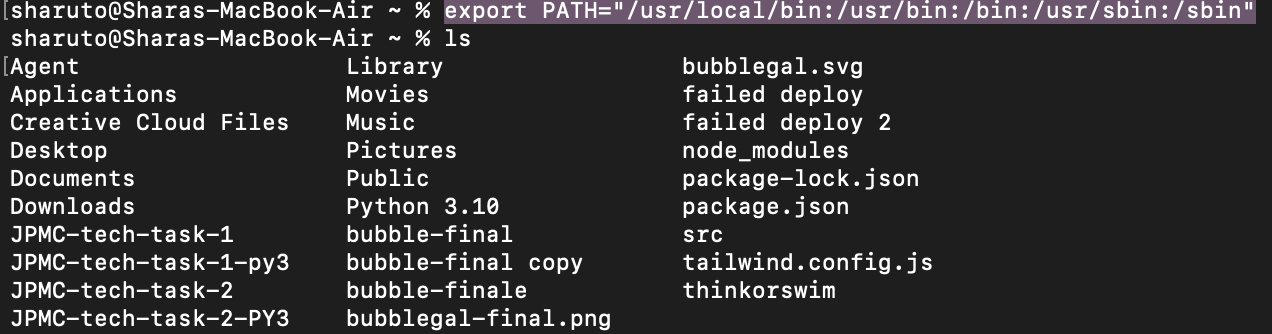 [sharuto@Sharas-MacBook-Air ~ % export PATH="/usr/local/bin:/usr/bin:/bin:/usr/sbin:/sbin"
sharuto@Sharas-MacBook-Air ~ % ls
[Agent Library bubblegal.svg
Applications Movies failed deploy
Creative Cloud Files Music failed deploy 2
Desktop Pictures node_modules
Documents Public package-lock.json
Downloads Python 3.10 package.json
JPMC-tech-task-1 bubble-final src
JPMC-tech-task-1-py3 bubble-final copy tailwind.config.js
JPMC-tech-task-2 bubble-finale thinkorswim
JPMC-tech-task-2-PY3 bubblegal-final.png